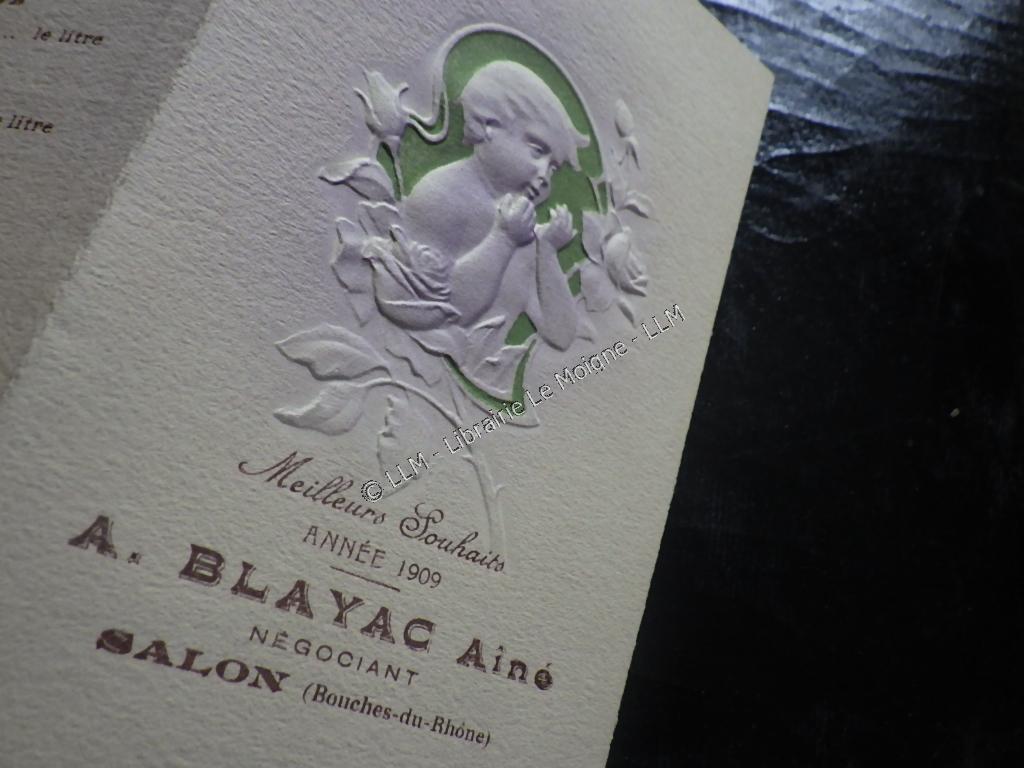 ... le litre
litre
Meilleurs Souhaits
ANNÉE 1909
A. BLAYAC Aîné
NÉGOCIANT
SALON (Bouches-du-Rhône)
© LLM - Librairie Le Moigne - LLM